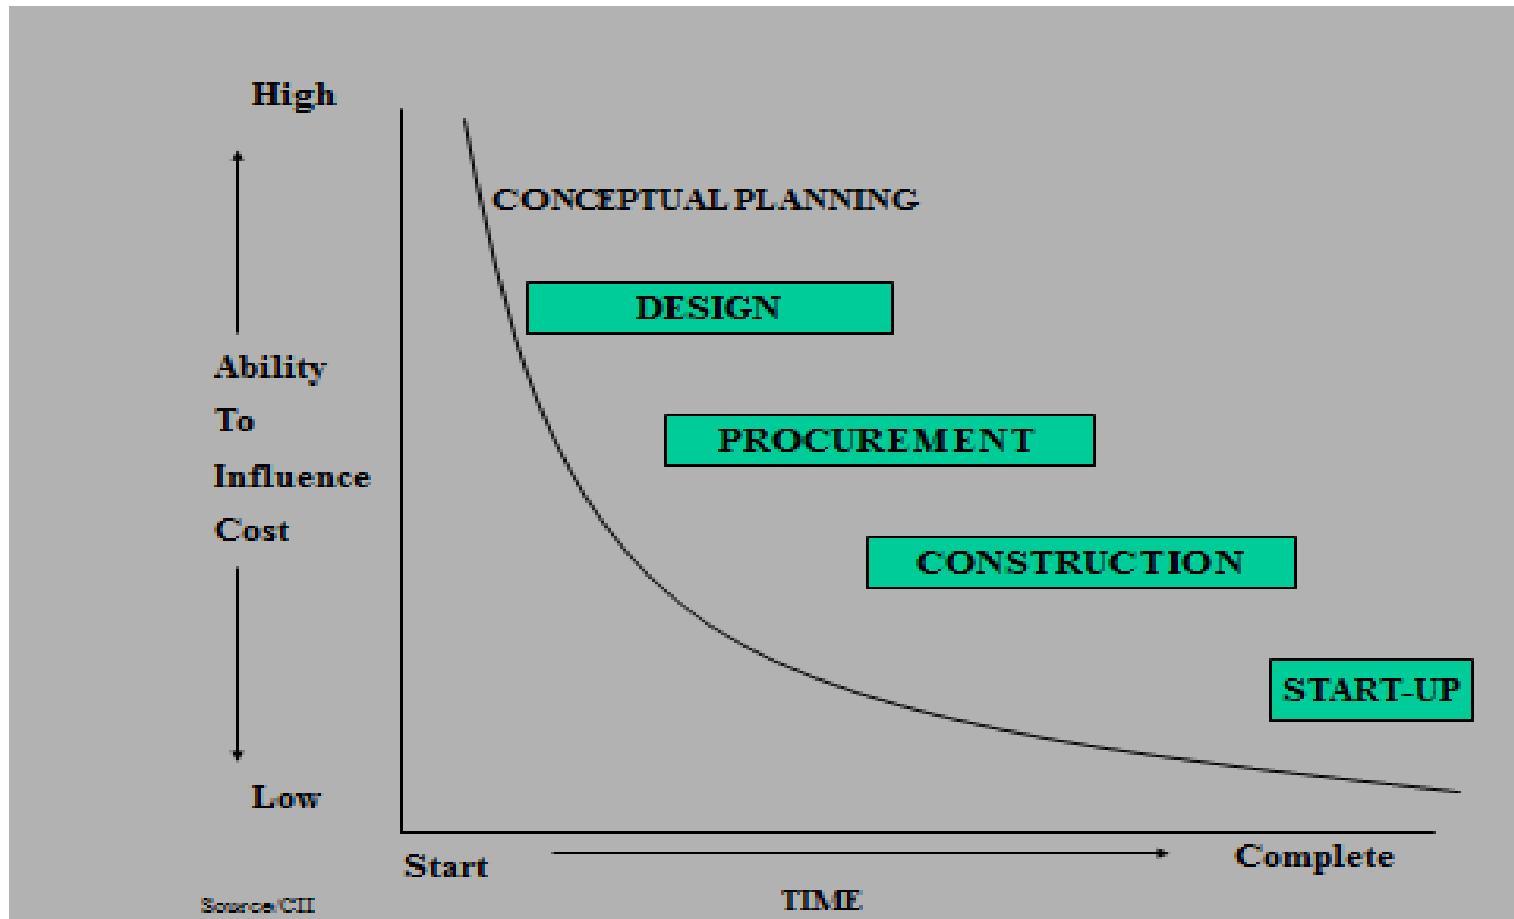 High
CONCEPTUAL PLANNING
DESIGN
Ability
To
Influence
Cost
PROCUREMENT
CONSTRUCTION
START-UP
Low
Start
Complete
TIME
Source/CII